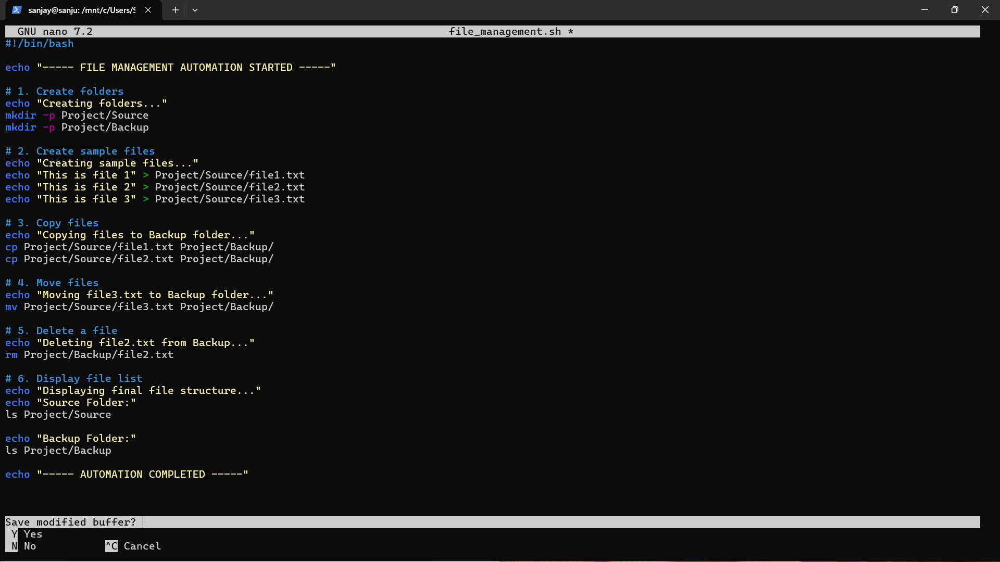 sanjay@sanju: /mnt/c/Users/S
GNU nano 7.2 file_management.sh *
#!/bin/bash
echo "----- FILE MANAGEMENT AUTOMATION STARTED -----"
# 1. Create folders
echo "Creating folders..."
mkdir -p Project/Source
mkdir -p Project/Backup
# 2. Create sample files
echo "Creating sample files..."
echo "This is file 1" > Project/Source/file1.txt
echo "This is file 2" > Project/Source/file2.txt
echo "This is file 3" > Project/Source/file3.txt
# 3. Copy files
echo "Copying files to Backup folder..."
cp Project/Source/file1.txt Project/Backup/
cp Project/Source/file2.txt Project/Backup/
# 4. Move files
echo "Moving file3.txt to Backup folder..."
mv Project/Source/file3.txt Project/Backup/
# 5. Delete a file
echo "Deleting file2.txt from Backup..."
rm Project/Backup/file2.txt
# 6. Display file list
echo "Displaying final file structure..."
echo "Source Folder:"
ls Project/Source
echo "Backup Folder:"
ls Project/Backup
echo "----- AUTOMATION COMPLETED -----"
Save modified buffer?
Y Yes
N No ^C Cancel